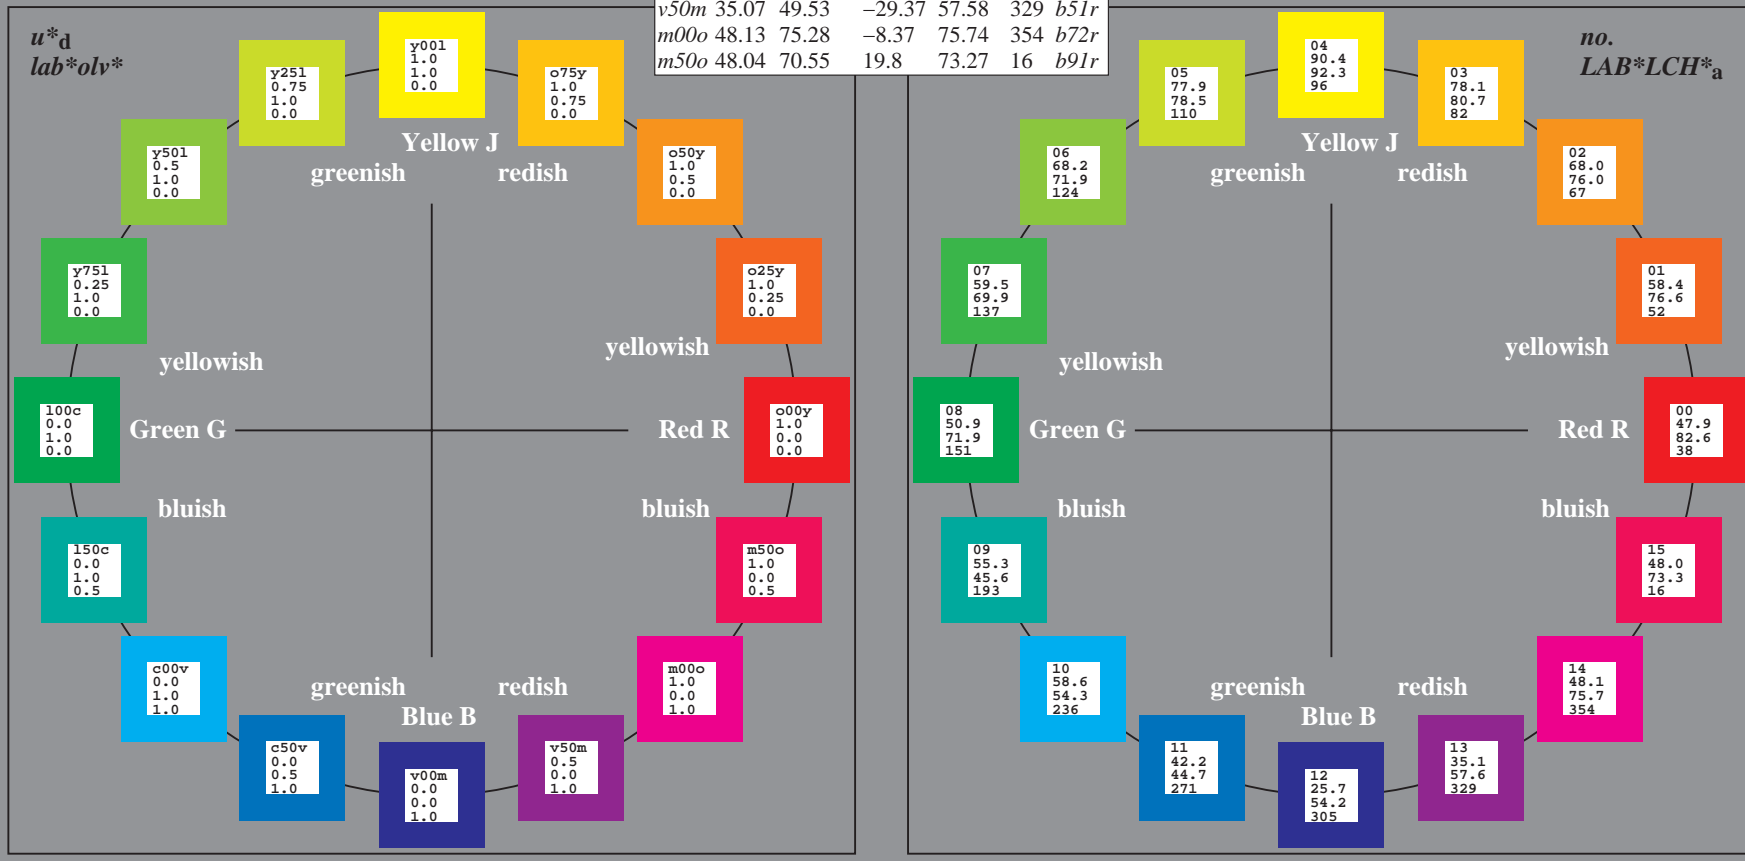 v50m 35.07 49.53 −29.37 57.58 329 b51r
m00o 48.13 75.28 −8.37 75.74 354 b72r
m50o 48.04 70.55 19.8 73.27 16 b91r
u*d
lab*olv*
y00l
1.0
1.0
0.0
y25l
0.75
1.0
0.0
o75y
1.0
0.75
0.0
y50l
0.5
1.0
0.0
o50y
1.0
0.5
0.0
Yellow J
greenish redish
y75l
0.25
1.0
0.0
o25y
1.0
0.25
0.0
yellowish
yellowish
l00c
0.0
1.0
0.0
Green G
Red R
o00y
1.0
0.0
0.0
bluish
bluish
l50c
0.0
1.0
0.5
m50o
1.0
0.0
0.5
c00v
0.0
1.0
1.0
m00o
1.0
0.0
1.0
greenish redish
Blue B
c50v
0.0
0.5
1.0
v00m
0.0
0.0
1.0
v50m
0.5
0.0
1.0
no.
LAB*LCH*a
04
90.4
92.3
96
05
77.9
78.5
110
03
78.1
80.7
82
06
68.2
71.9
124
02
68.0
76.0
67
Yellow J
greenish redish
07
59.5
69.9
137
01
58.4
76.6
52
yellowish
yellowish
08
50.9
71.9
151
Green G
Red R
00
47.9
82.6
38
bluish
bluish
09
55.3
45.6
193
15
48.0
73.3
16
10
58.6
54.3
236
14
48.1
75.7
354
greenish redish
Blue B
11
42.2
44.7
271
12
25.7
54.2
305
13
35.1
57.6
329